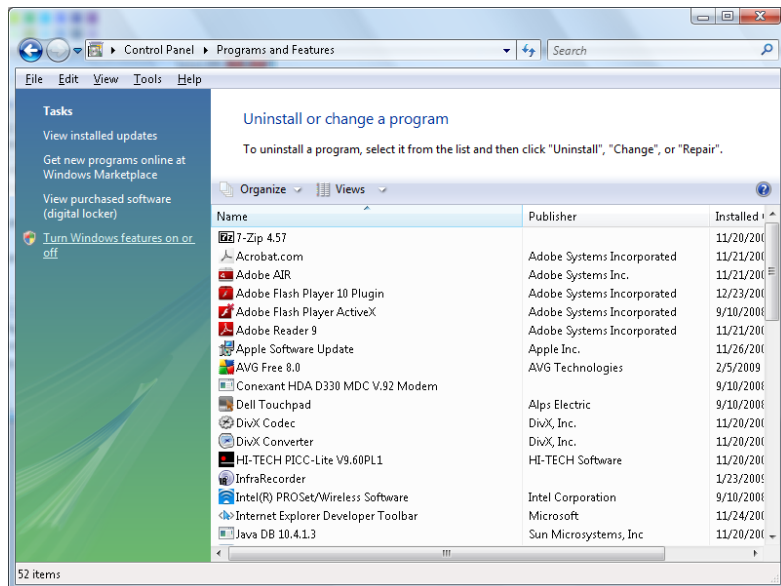 Control Panel ▸ Programs and Features
Search
File Edit View Tools Help
Tasks
View installed updates
Get new programs online at
Windows Marketplace
View purchased software
(digital locker)
Turn Windows features on or
off
Uninstall or change a program
To uninstall a program, select it from the list and then click "Uninstall", "Change", or "Repair".
Organize Views
Name Publisher Installed
7-Zip 4.57 11/20/200
Acrobat.com Adobe Systems Incorporated 11/21/200
Adobe AIR Adobe Systems Inc. 11/21/200
Adobe Flash Player 10 Plugin Adobe Systems Incorporated 12/23/200
Adobe Flash Player ActiveX Adobe Systems Incorporated 9/10/2008
Adobe Reader 9 Adobe Systems Incorporated 11/21/200
Apple Software Update Apple Inc. 11/26/200
AVG Free 8.0 AVG Technologies 2/5/2009
Conexant HDA D330 MDC V.92 Modem 9/10/2008
Dell Touchpad Alps Electric 9/10/2008
DivX Codec DivX, Inc. 11/20/200
DivX Converter DivX, Inc. 11/20/200
HI-TECH PICC-Lite V9.60PL1 HI-TECH Software 11/20/200
InfraRecorder 1/23/2009
Intel(R) PROSet/Wireless Software Intel Corporation 9/10/2008
Internet Explorer Developer Toolbar Microsoft 11/24/200
Java DB 10.4.1.3 Sun Microsystems, Inc 11/20/200
52 items